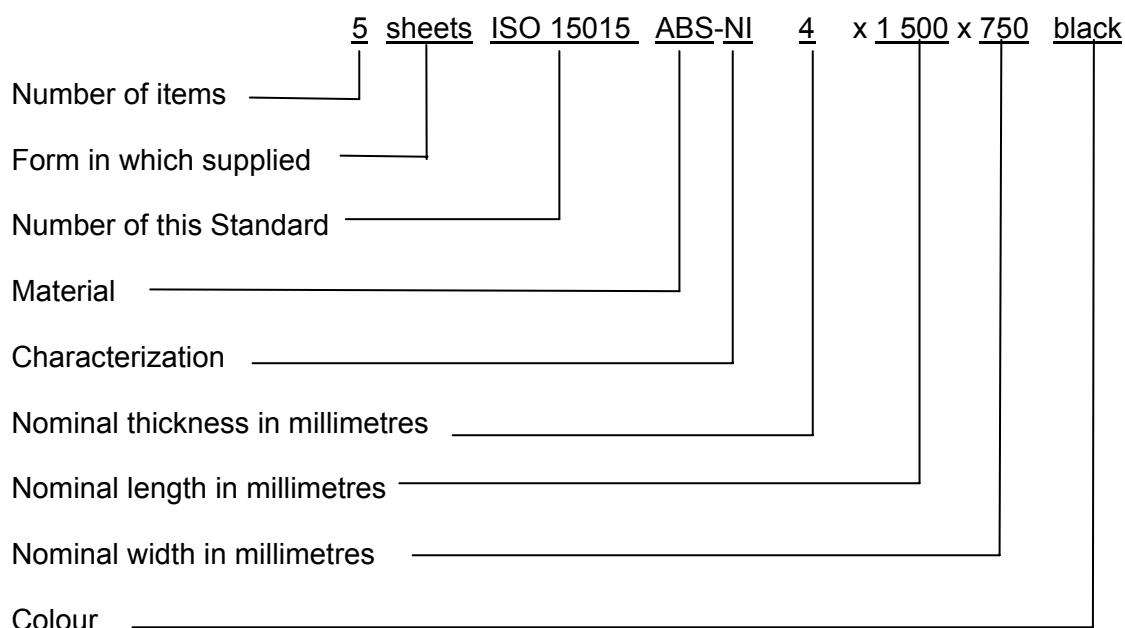 5 sheets ISO 15015 ABS-NI 4 x 1 500 x 750 black
Number of items
Form in which supplied
Number of this Standard
Material
Characterization
Nominal thickness in millimetres
Nominal length in millimetres
Nominal width in millimetres
Colour